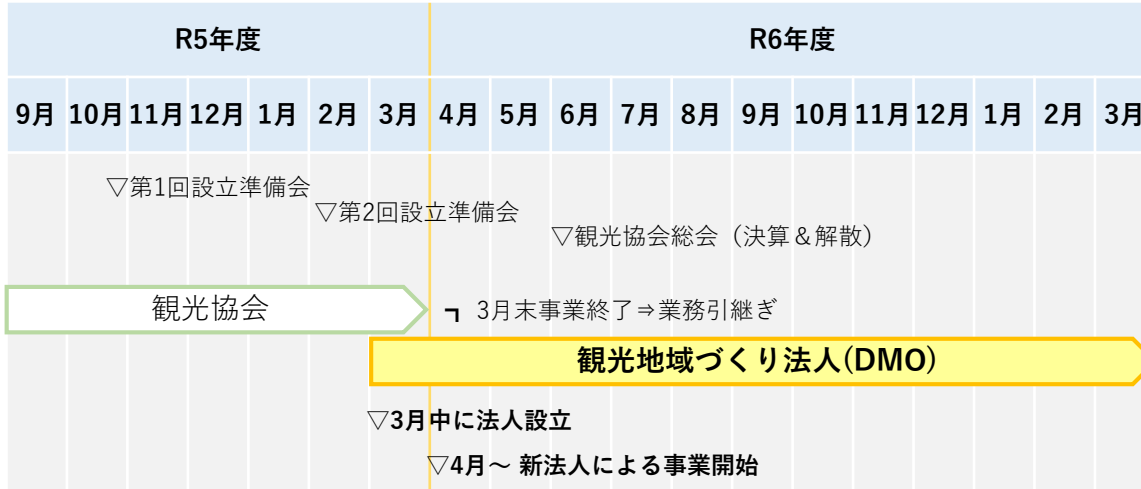 R5年度 R6年度
9月 10月 11月 12月 1月 2月 3月 4月 5月 6月 7月 8月 9月 10月 11月 12月 1月 2月 3月
▽第1回設立準備会
▽第2回設立準備会
▽観光協会総会（決算＆解散）
観光協会
┓ 3月末事業終了⇒業務引継ぎ
観光地域づくり法人(DMO)
▽3月中に法人設立
▽4月～ 新法人による事業開始